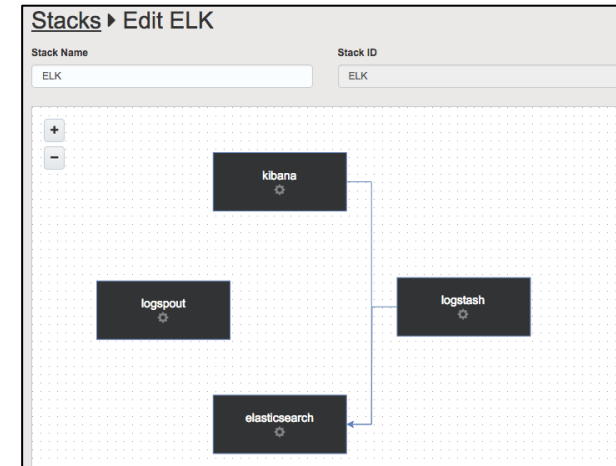 Stacks ▸ Edit ELK
Stack Name Stack ID
ELK ELK
+
−
kibana
logspout logstash
elasticsearch